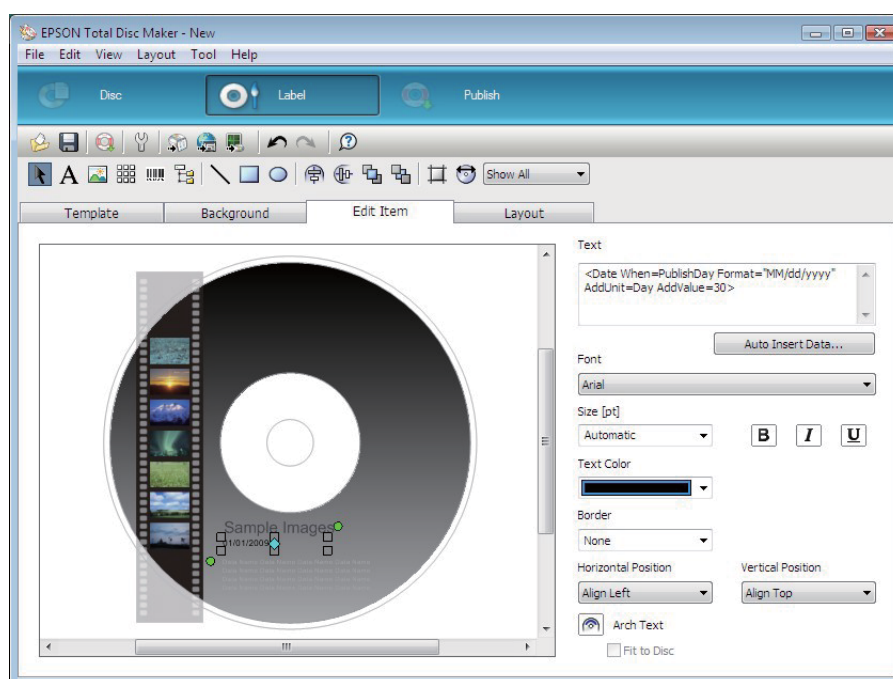 EPSON Total Disc Maker - New
File Edit View Layout Tool Help
Disc Label Publish
Show All
Template Background Edit Item Layout
Text
<Date When=PublishDay Format="MM/dd/yyyy"
AddUnit=Day AddValue=30>
Auto Insert Data...
Font
Arial
Size [pt]
Automatic
B I U
Text Color
Border
None
Horizontal Position Vertical Position
Align Left Align Top
Arch Text
Fit to Disc
Sample Images
01/01/2009